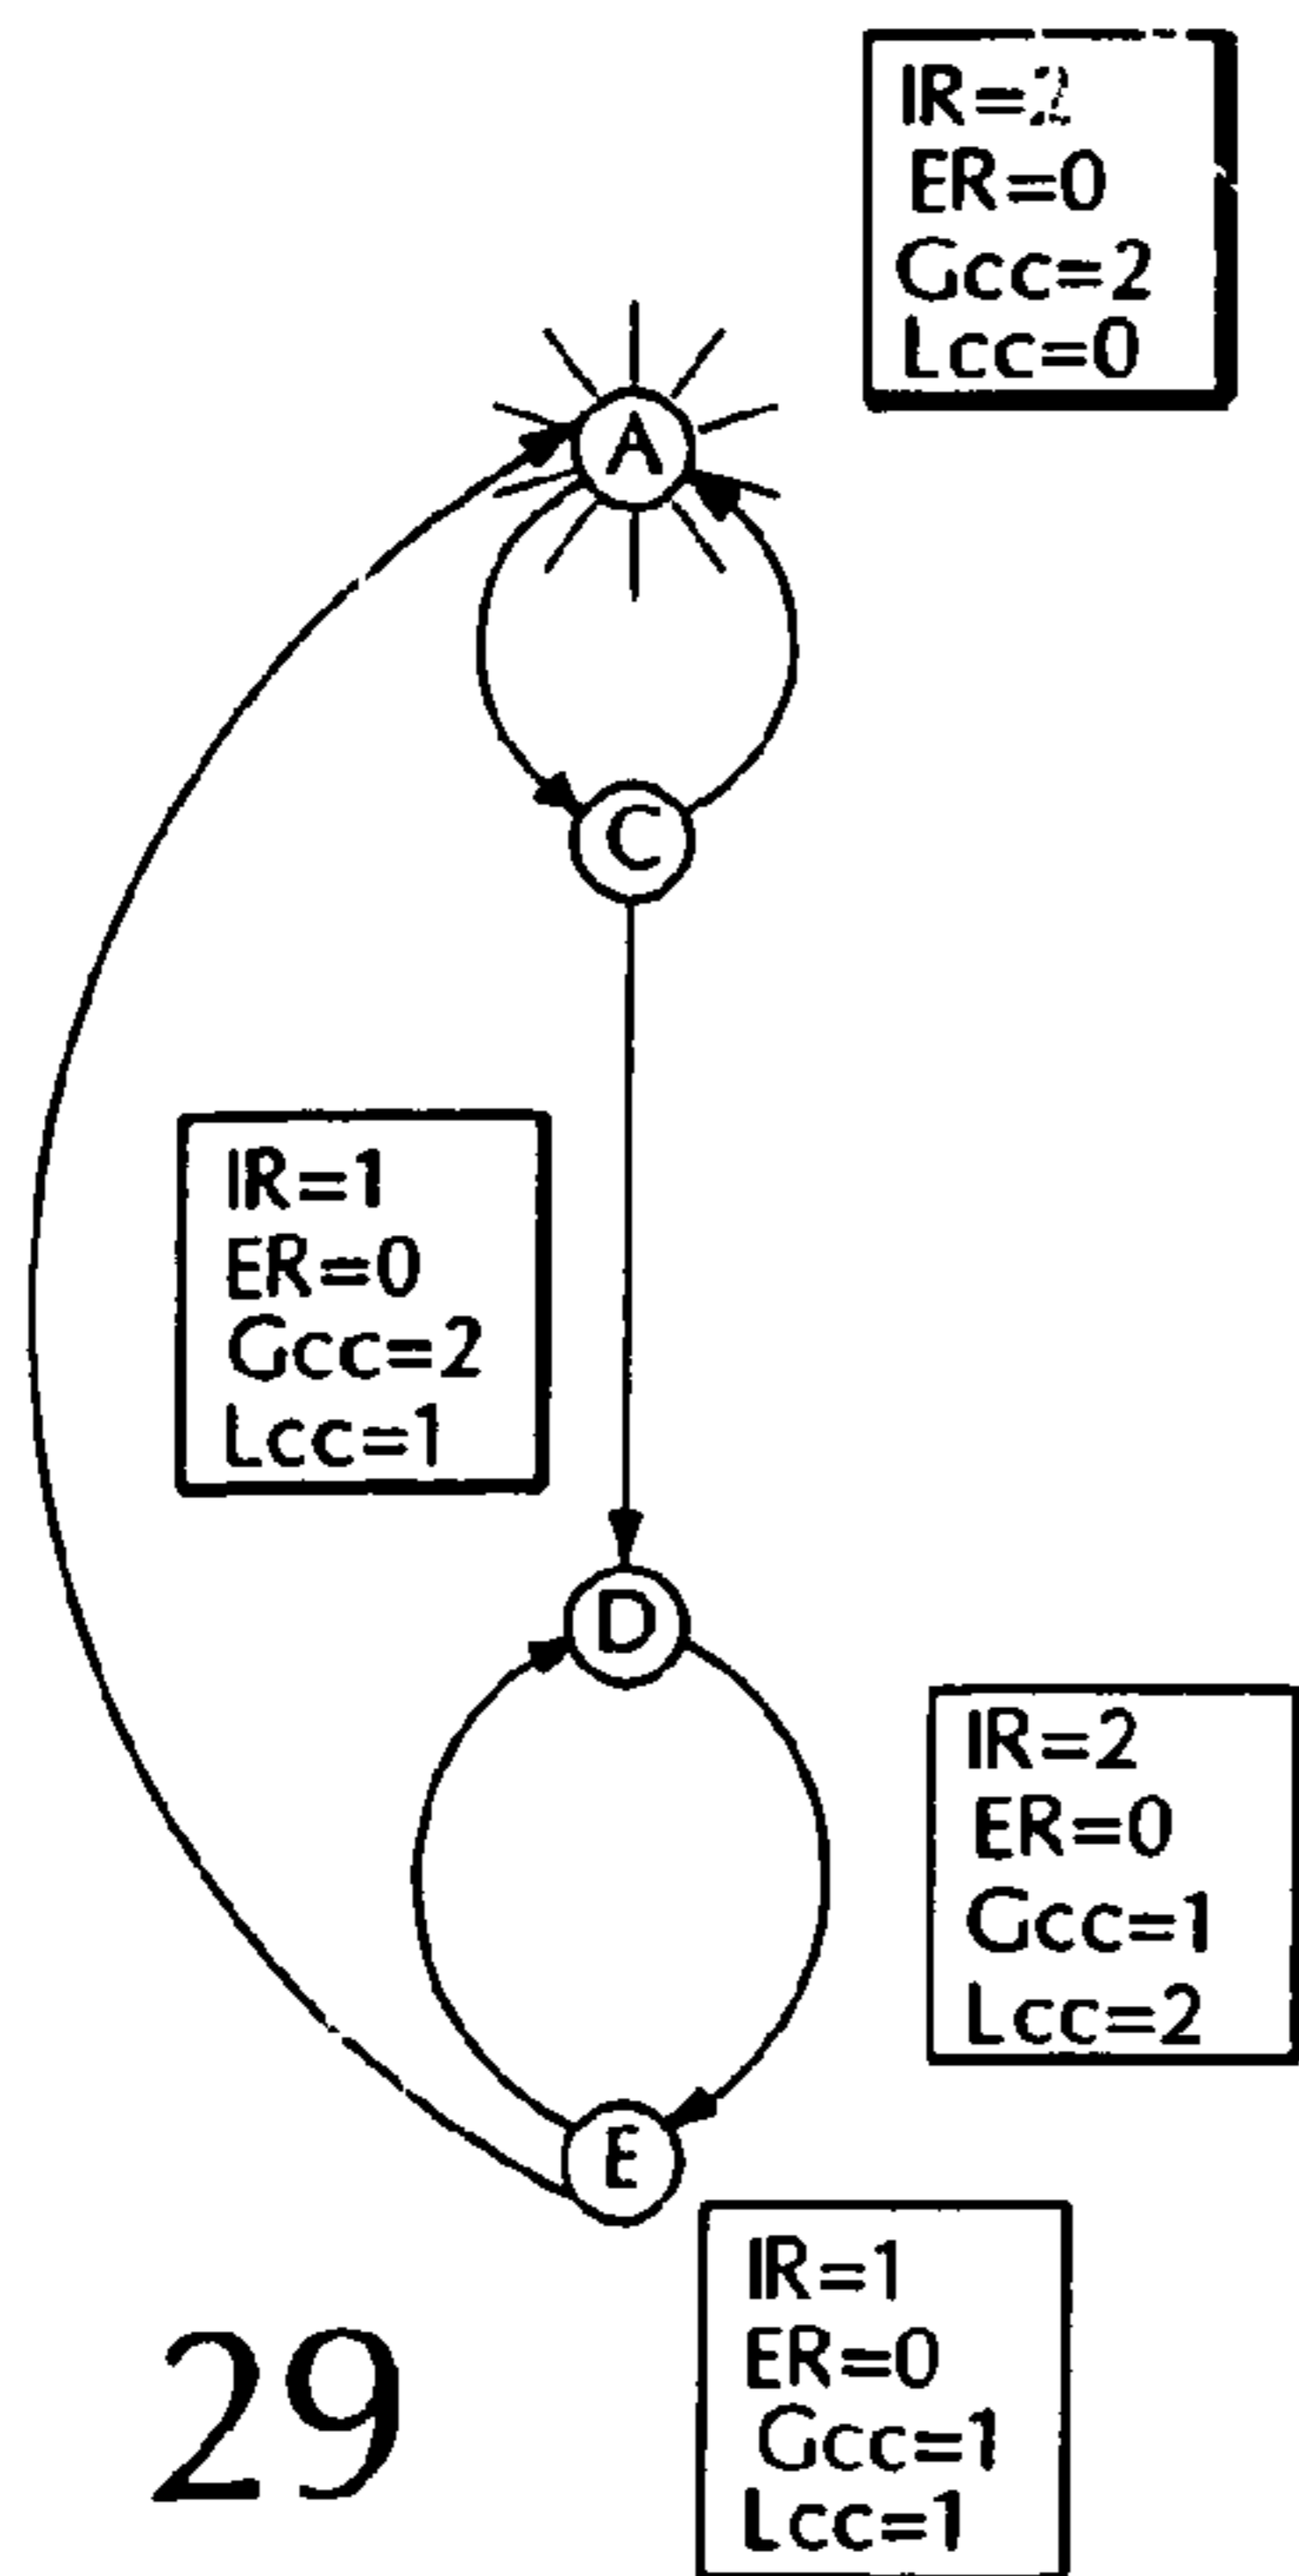 IR=2
ER=0
Gcc=2
Lcc=0
A
C
IR=1
ER=0
Gcc=2
Lcc=1
D
IR=2
ER=0
Gcc=1
Lcc=2
E
IR=1
ER=0
Gcc=1
Lcc=1
29